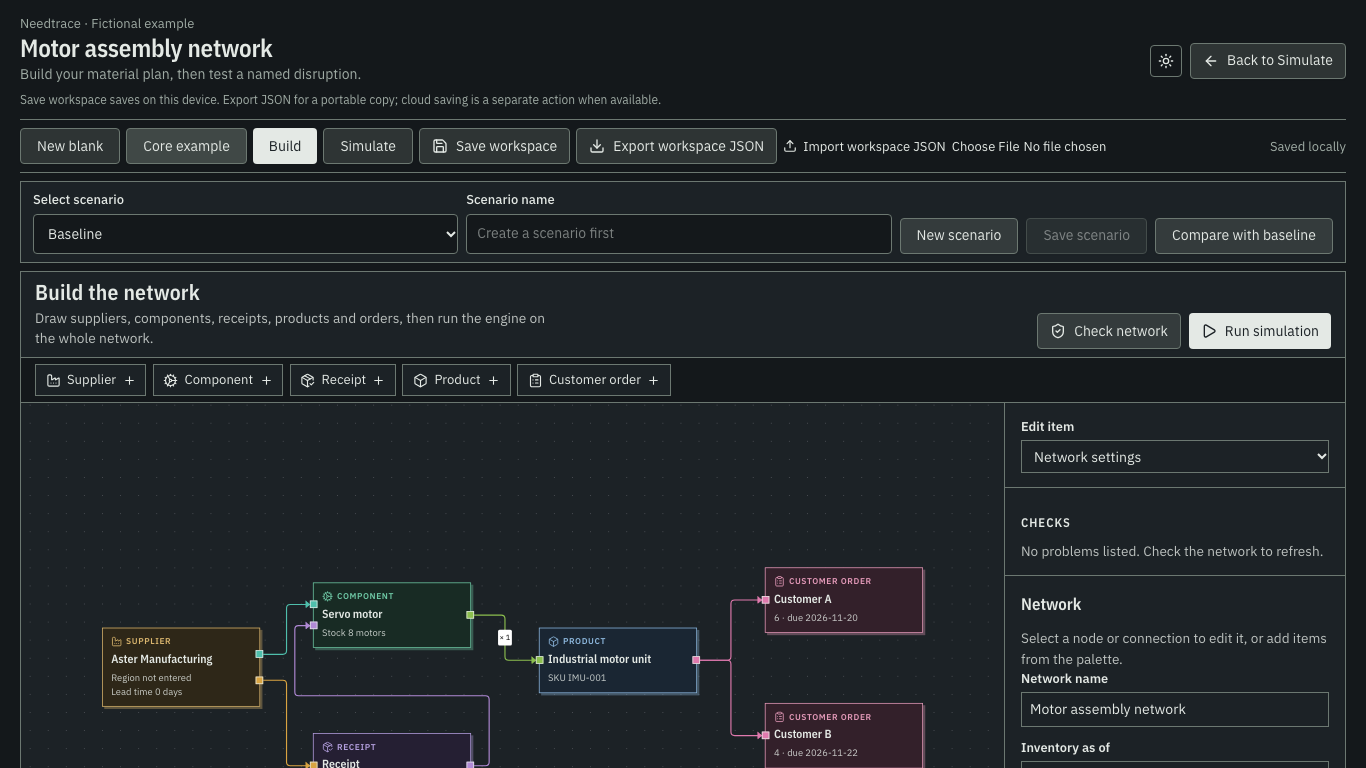 Needtrace · Fictional example
Motor assembly network
Build your material plan, then test a named disruption.
Save workspace saves on this device. Export JSON for a portable copy; cloud saving is a separate action when available.
Back to Simulate
New blank Core example Build Simulate Save workspace Export workspace JSON Import workspace JSON Choose File No file chosen Saved locally
Select scenario
Baseline
Scenario name
Create a scenario first
New scenario Save scenario Compare with baseline
Build the network
Draw suppliers, components, receipts, products and orders, then run the engine on
the whole network.
Check network Run simulation
Supplier + Component + Receipt + Product + Customer order +
SUPPLIER
Aster Manufacturing
Region not entered
Lead time 0 days
COMPONENT
Servo motor
Stock 8 motors
RECEIPT
Receipt
× 1
PRODUCT
Industrial motor unit
SKU IMU-001
CUSTOMER ORDER
Customer A
6 · due 2026-11-20
CUSTOMER ORDER
Customer B
4 · due 2026-11-22
Edit item
Network settings
CHECKS
No problems listed. Check the network to refresh.
Network
Select a node or connection to edit it, or add items
from the palette.
Network name
Motor assembly network
Inventory as of